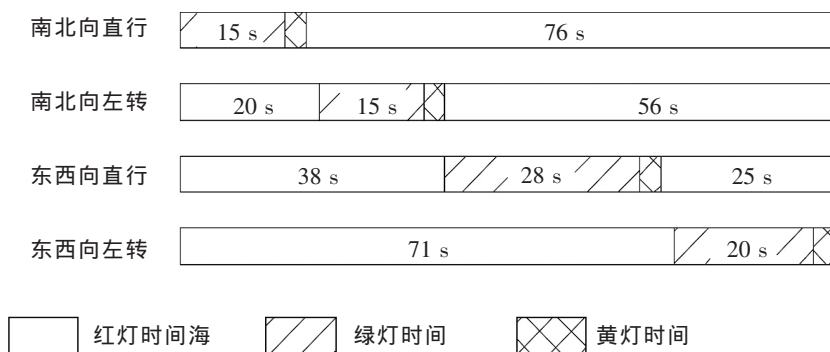 南北向直行 15 s 76 s
南北向左转 20 s 15 s 56 s
东西向直行 38 s 28 s 25 s
东西向左转 71 s 20 s
红灯时间海 绿灯时间 黄灯时间